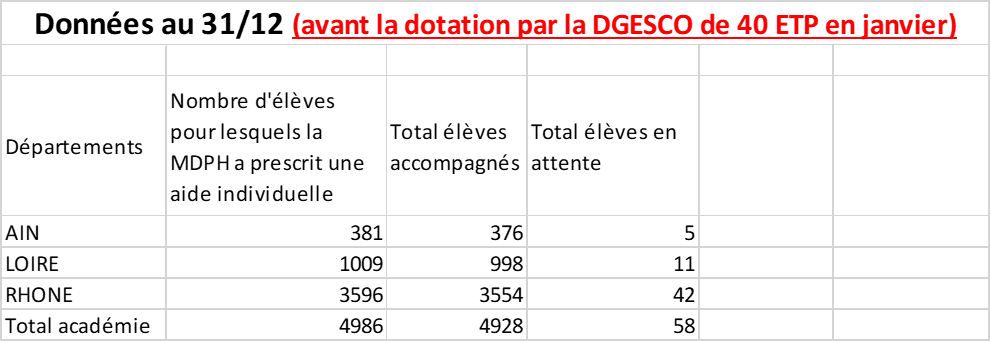 Données au 31/12 (avant la dotation par la DGESCO de 40 ETP en janvier)
Départements
Nombre d'élèves
pour lesquels la
MDPH a prescrit une
aide individuelle
Total élèves
accompagnés
Total élèves en
attente
AIN 381 376 5
LOIRE 1009 998 11
RHONE 3596 3554 42
Total académie 4986 4928 58